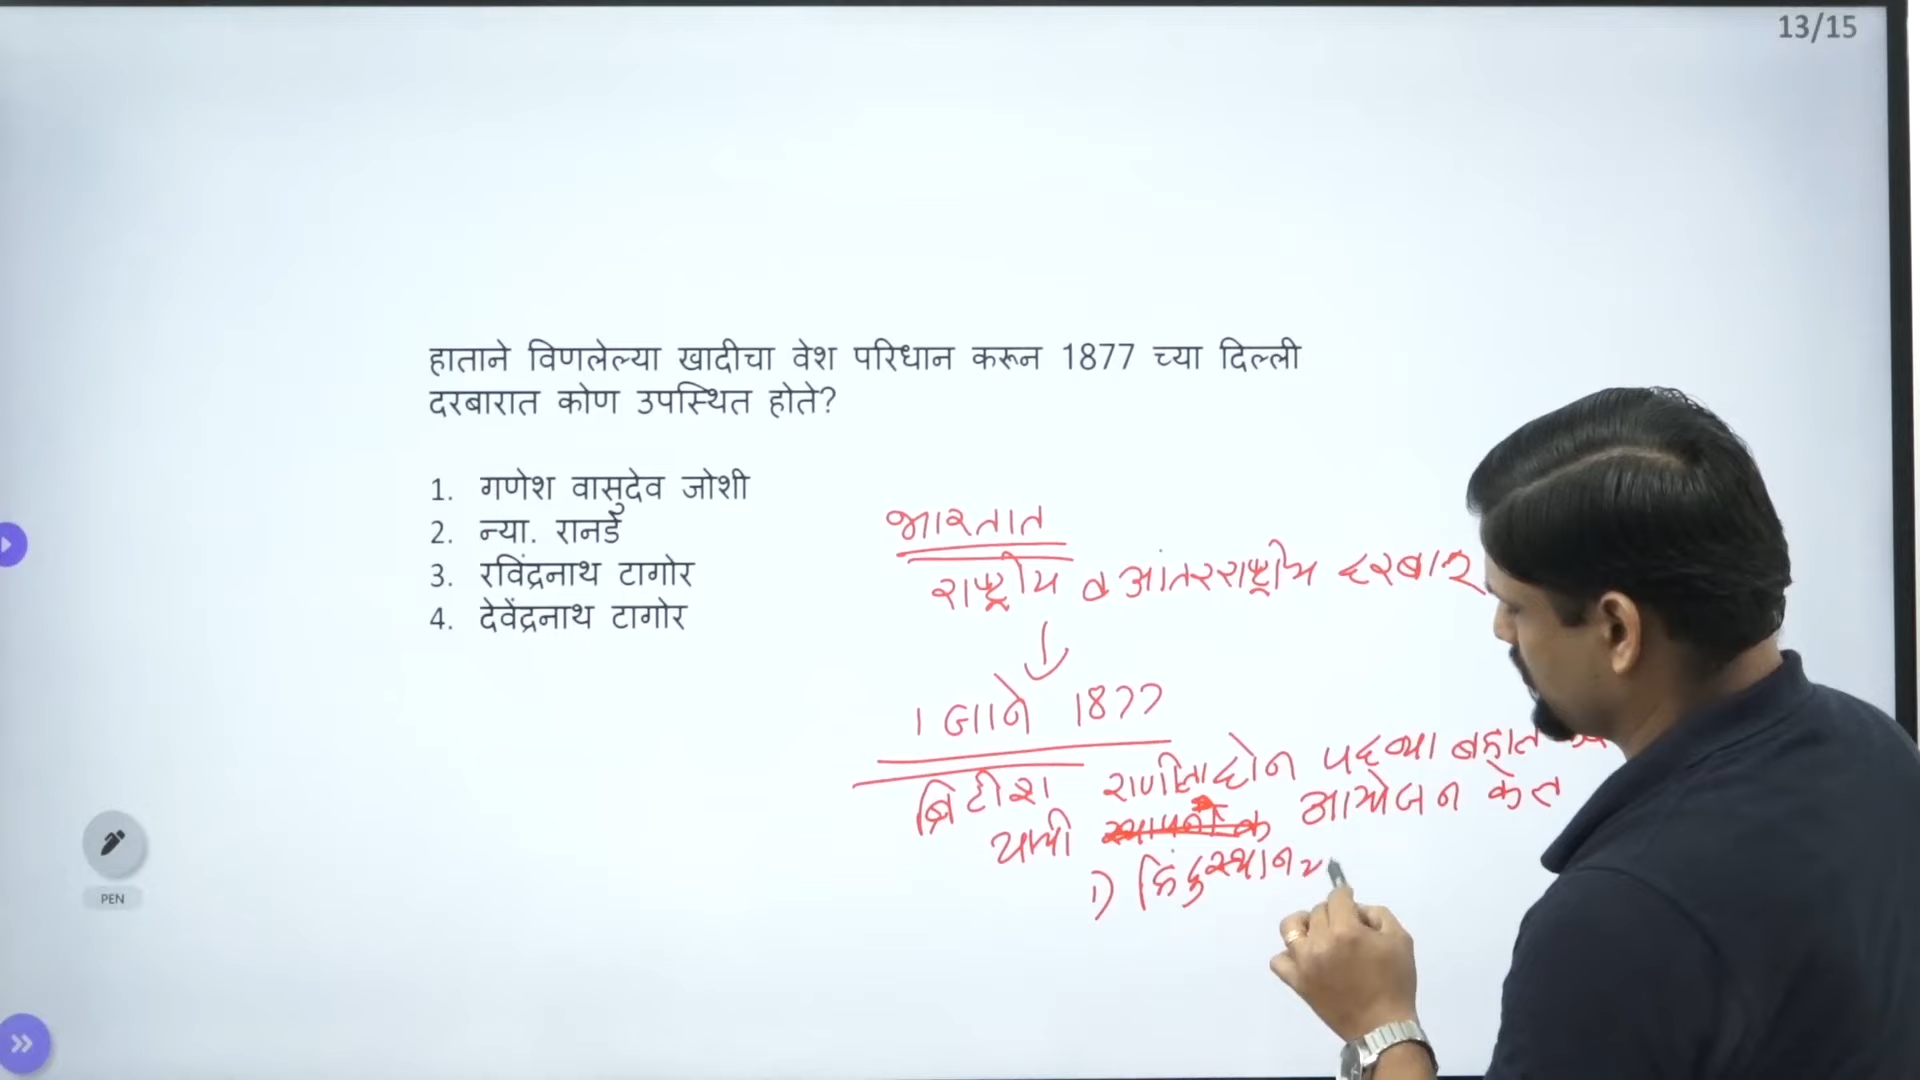 13/15
हाताने विणलेल्या खादीचा वेश परिधान करून 1877 च्या दिल्ली
दरबारात कोण उपस्थित होते?
1. गणेश वासुदेव जोशी
2. न्या. रानडे
3. रविंद्रनाथ टागोर
4. देवेंद्रनाथ टागोर
भारतात
राष्ट्रीय व आंतरराष्ट्रीय दरबार
1 जाने 1877
ब्रिटीश राणीला दोन पदव्या बहाल
यांनी आयोजन केल
1) हिंदुस्थान
PEN